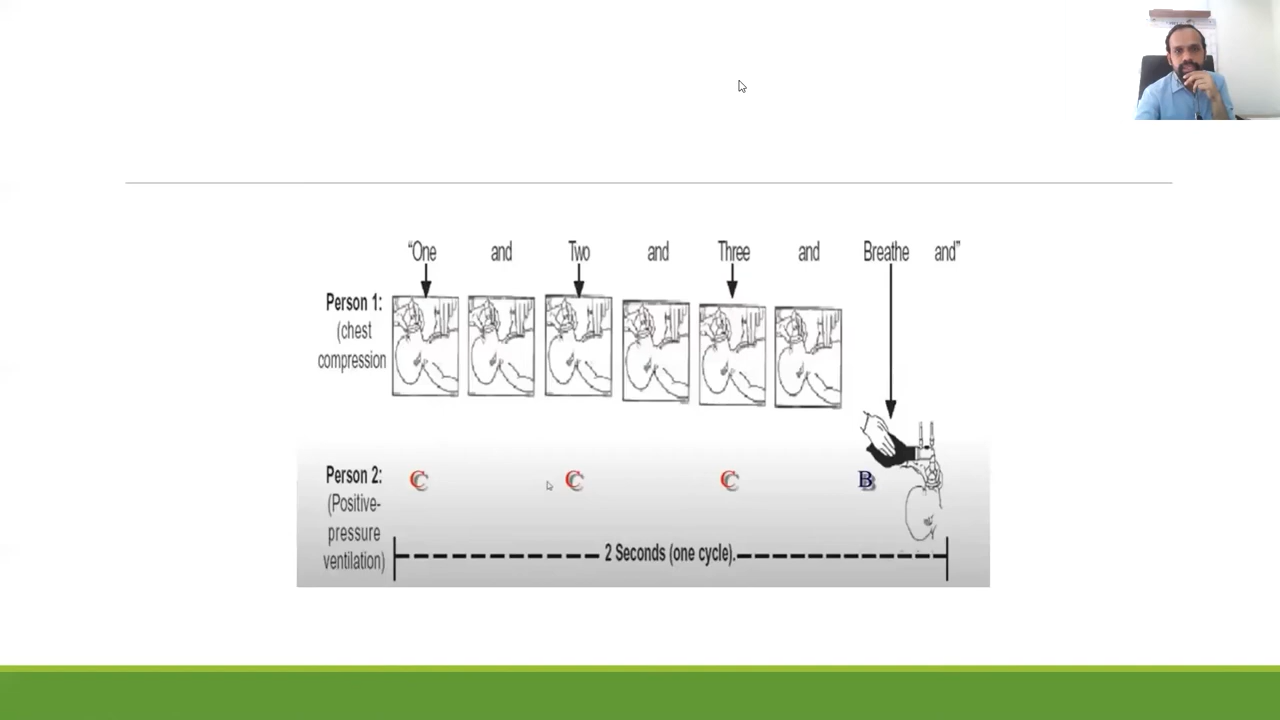 “One and Two and Three and Breathe and”
Person 1:
(chest
compression
Person 2:
(Positive-
pressure
ventilation)
C C C B
2 Seconds (one cycle).